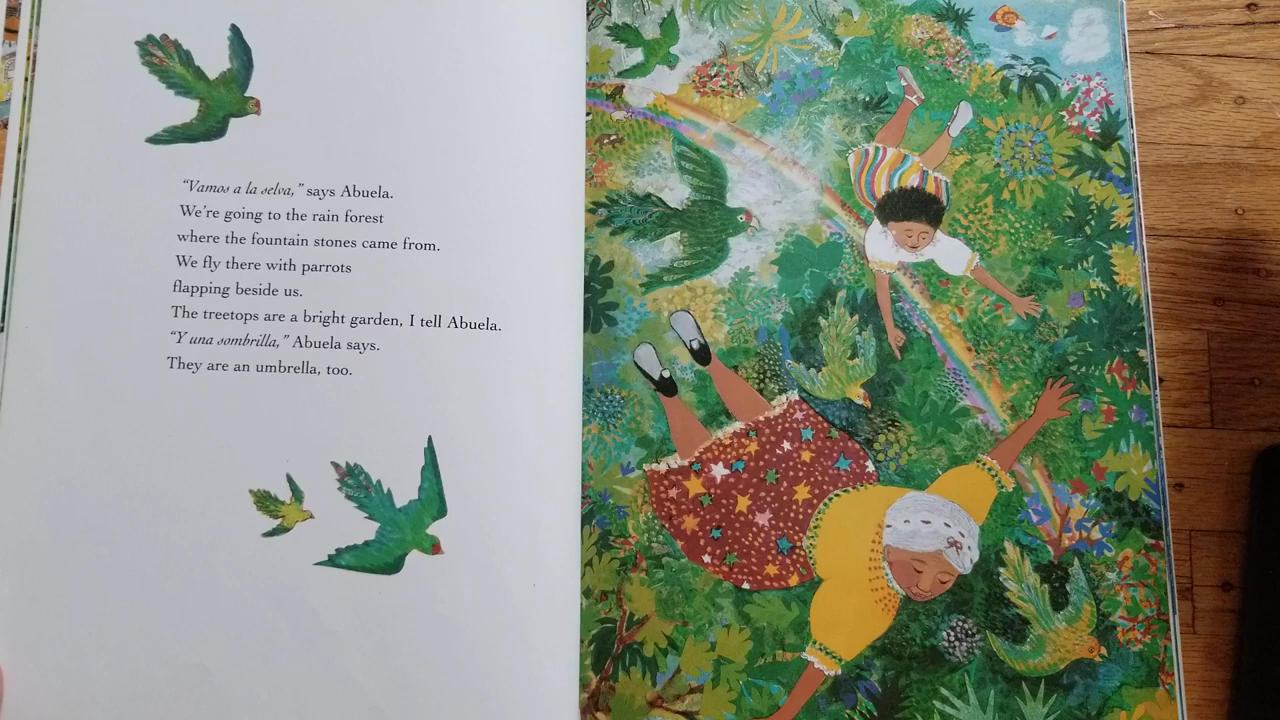 “Vamos a la selva,” says Abuela.
We’re going to the rain forest
where the fountain stones came from.
We fly there with parrots
flapping beside us.
The treetops are a bright garden, I tell Abuela.
“Y una sombrilla,” Abuela says.
They are an umbrella, too.